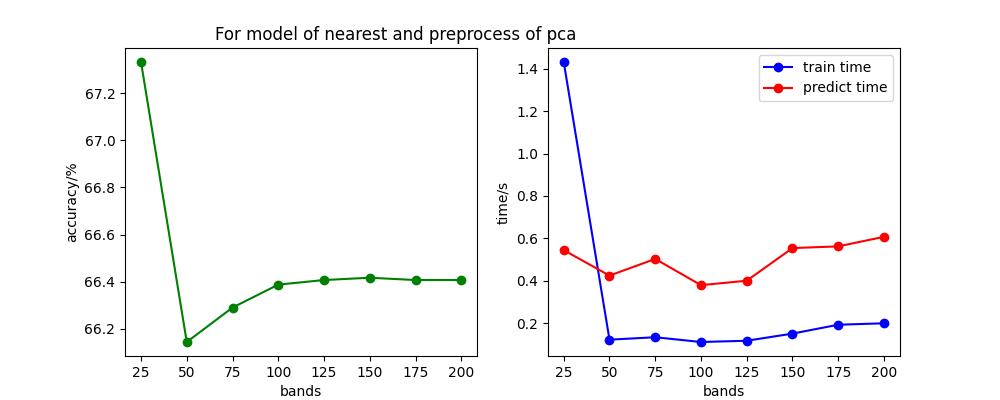 For model of nearest and preprocess of pca
accuracy/%
67.2
67.0
66.8
66.6
66.4
66.2
25 50 75 100 125 150 175 200
bands
time/s
1.4
1.2
1.0
0.8
0.6
0.4
0.2
train time
predict time
25 50 75 100 125 150 175 200
bands